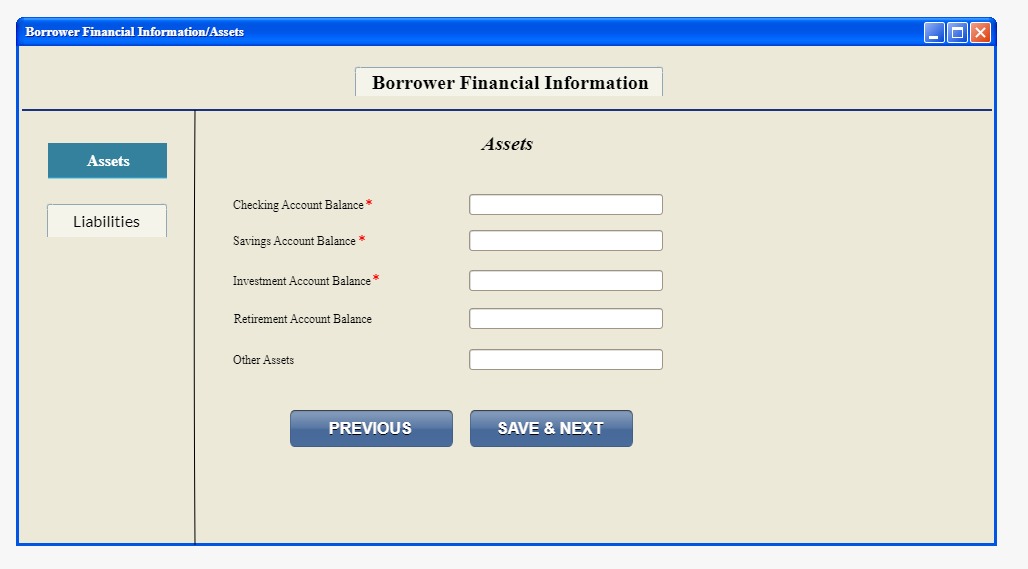 Borrower Financial Information/Assets
Borrower Financial Information
Assets
Liabilities
Assets
Checking Account Balance *
Savings Account Balance *
Investment Account Balance *
Retirement Account Balance
Other Assets
PREVIOUS SAVE & NEXT